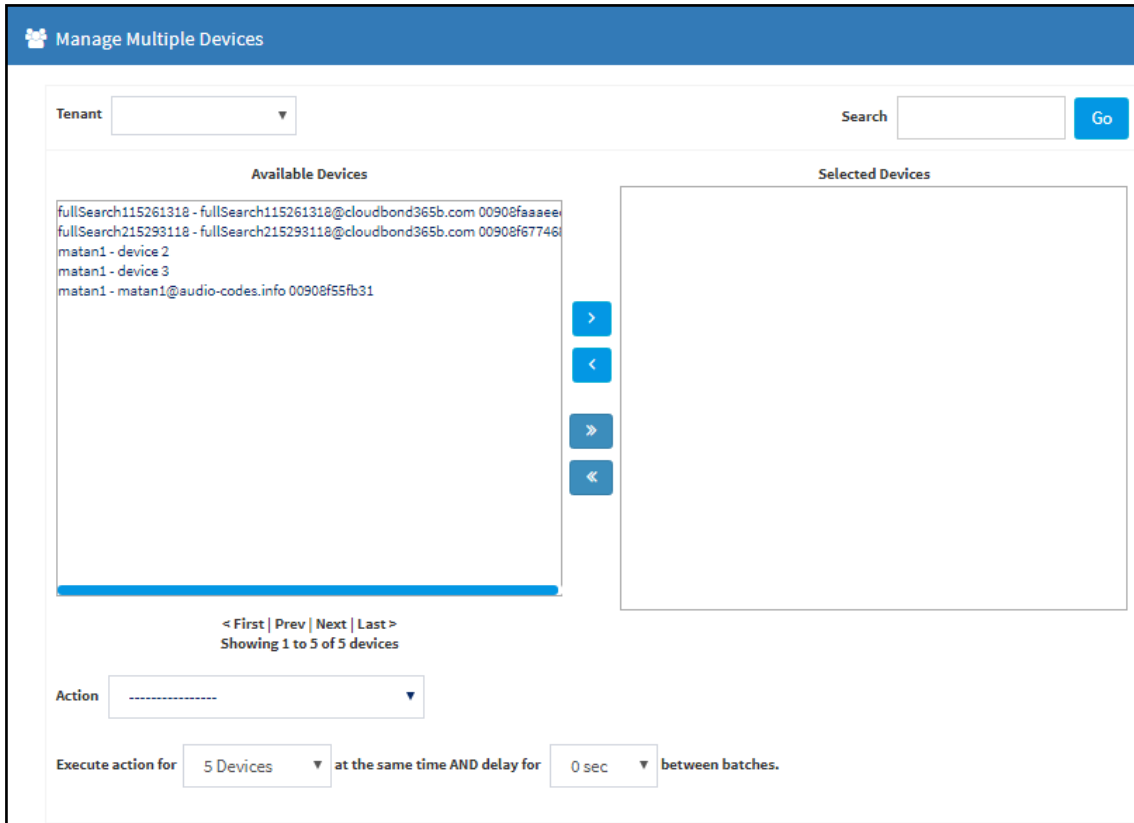 Manage Multiple Devices
Tenant
Search
Go
Available Devices
Selected Devices
fullSearch115261318 - fullSearch115261318@cloudbond365b.com 00908faaaee
fullSearch215293118 - fullSearch215293118@cloudbond365b.com 00908f67746
matan1 - device 2
matan1 - device 3
matan1 - matan1@audio-codes.info 00908f55fb31
>
<
»
«
< First | Prev | Next | Last >
Showing 1 to 5 of 5 devices
Action ----------------
Execute action for 5 Devices at the same time AND delay for 0 sec between batches.